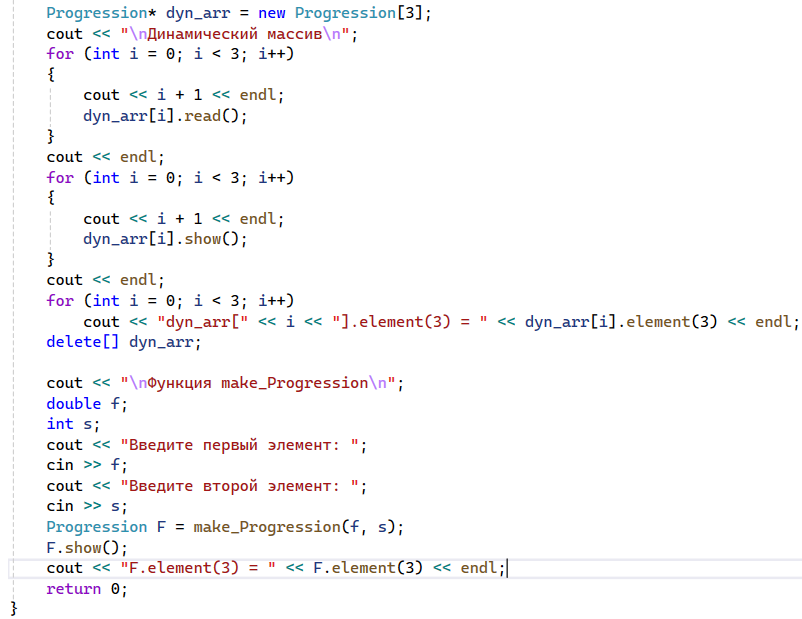 Progression* dyn_arr = new Progression[3];
cout << "\nДинамический массив\n";
for (int i = 0; i < 3; i++)
{
cout << i + 1 << endl;
dyn_arr[i].read();
}
cout << endl;
for (int i = 0; i < 3; i++)
{
cout << i + 1 << endl;
dyn_arr[i].show();
}
cout << endl;
for (int i = 0; i < 3; i++)
cout << "dyn_arr[" << i << "].element(3) = " << dyn_arr[i].element(3) << endl;
delete[] dyn_arr;
cout << "\nФункция make_Progression\n";
double f;
int s;
cout << "Введите первый элемент: ";
cin >> f;
cout << "Введите второй элемент: ";
cin >> s;
Progression F = make_Progression(f, s);
F.show();
cout << "F.element(3) = " << F.element(3) << endl;
return 0;
}